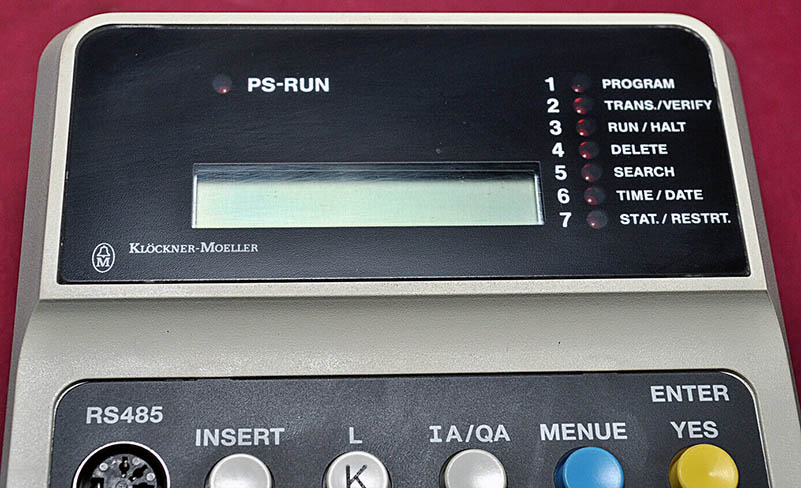 PS-RUN
1 PROGRAM
2 TRANS./VERIFY
3 RUN / HALT
4 DELETE
5 SEARCH
6 TIME / DATE
7 STAT. / RESTRT.
M KLÖCKNER-MOELLER
ENTER
RS485 INSERT L IA/QA MENUE YES
K